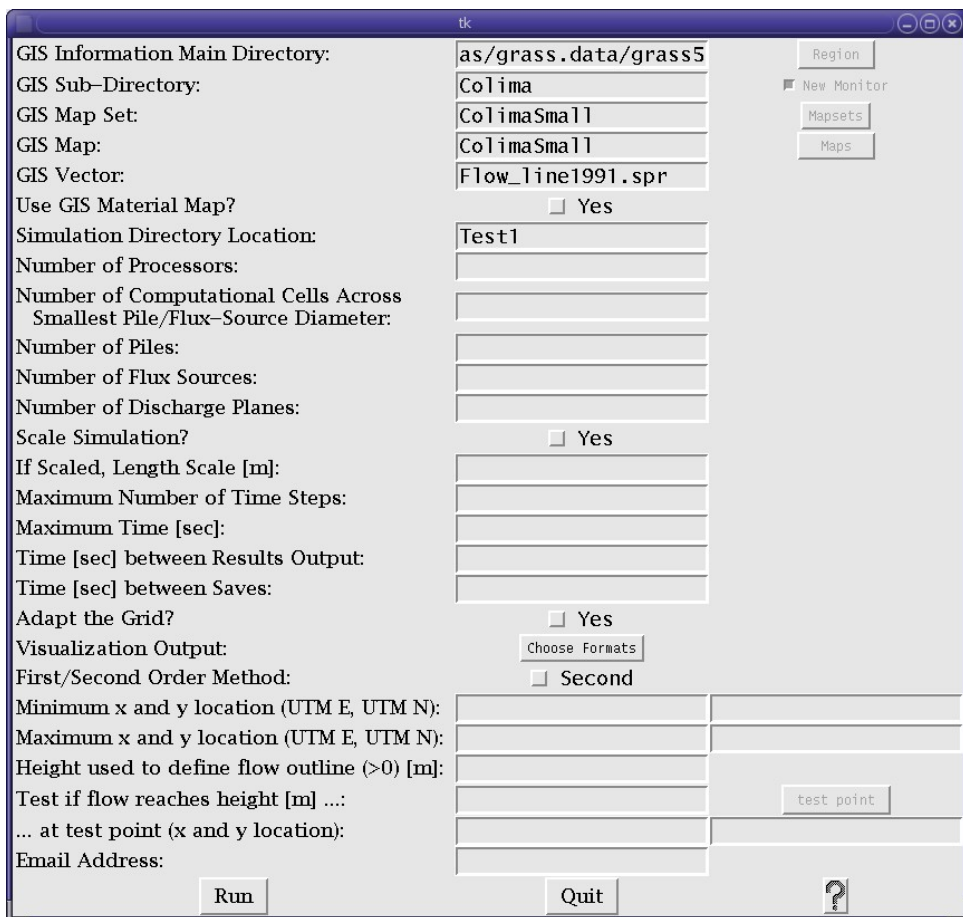 tk
GIS Information Main Directory: as/grass.data/grass5 Region
GIS Sub-Directory: Colima New Monitor
GIS Map Set: ColimaSmall Mapsets
GIS Map: ColimaSmall Maps
GIS Vector: Flow_line1991.spr
Use GIS Material Map? Yes
Simulation Directory Location: Test1
Number of Processors:
Number of Computational Cells Across
Smallest Pile/Flux-Source Diameter:
Number of Piles:
Number of Flux Sources:
Number of Discharge Planes:
Scale Simulation? Yes
If Scaled, Length Scale [m]:
Maximum Number of Time Steps:
Maximum Time [sec]:
Time [sec] between Results Output:
Time [sec] between Saves:
Adapt the Grid? Yes
Visualization Output: Choose Formats
First/Second Order Method: Second
Minimum x and y location (UTM E, UTM N):
Maximum x and y location (UTM E, UTM N):
Height used to define flow outline (>0) [m]:
Test if flow reaches height [m] ...: test point
... at test point (x and y location):
Email Address:
Run Quit ?